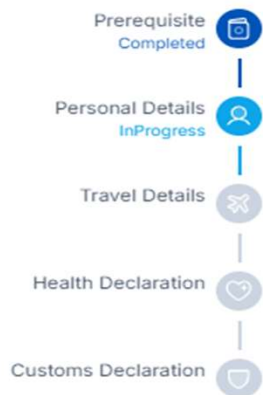 Prerequisite
Completed
Personal Details
InProgress
Travel Details
Health Declaration
Customs Declaration